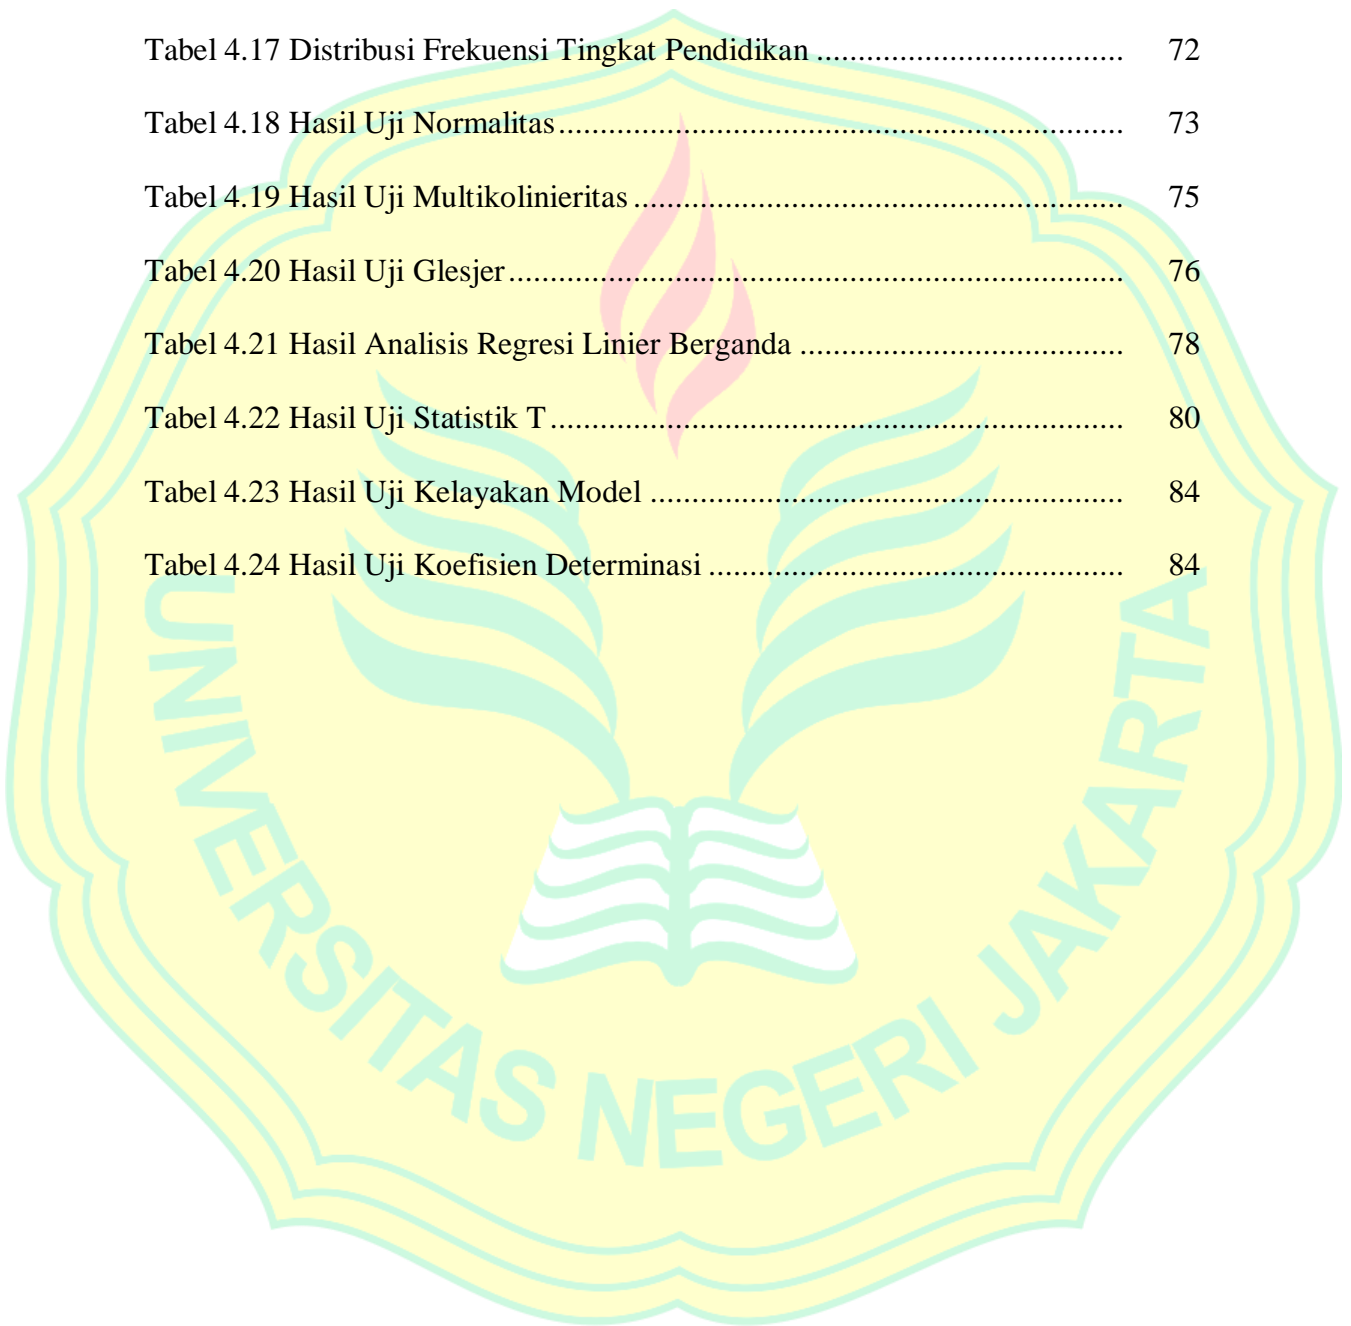 Tabel 4.17 Distribusi Frekuensi Tingkat Pendidikan ..................................... 72
Tabel 4.18 Hasil Uji Normalitas..................................................................... 73
Tabel 4.19 Hasil Uji Multikolinieritas ........................................................... 75
Tabel 4.20 Hasil Uji Glesjer........................................................................... 76
Tabel 4.21 Hasil Analisis Regresi Linier Berganda ....................................... 78
Tabel 4.22 Hasil Uji Statistik T...................................................................... 80
Tabel 4.23 Hasil Uji Kelayakan Model ......................................................... 84
Tabel 4.24 Hasil Uji Koefisien Determinasi .................................................. 84
UNIVERSITAS NEGERI JAKARTA